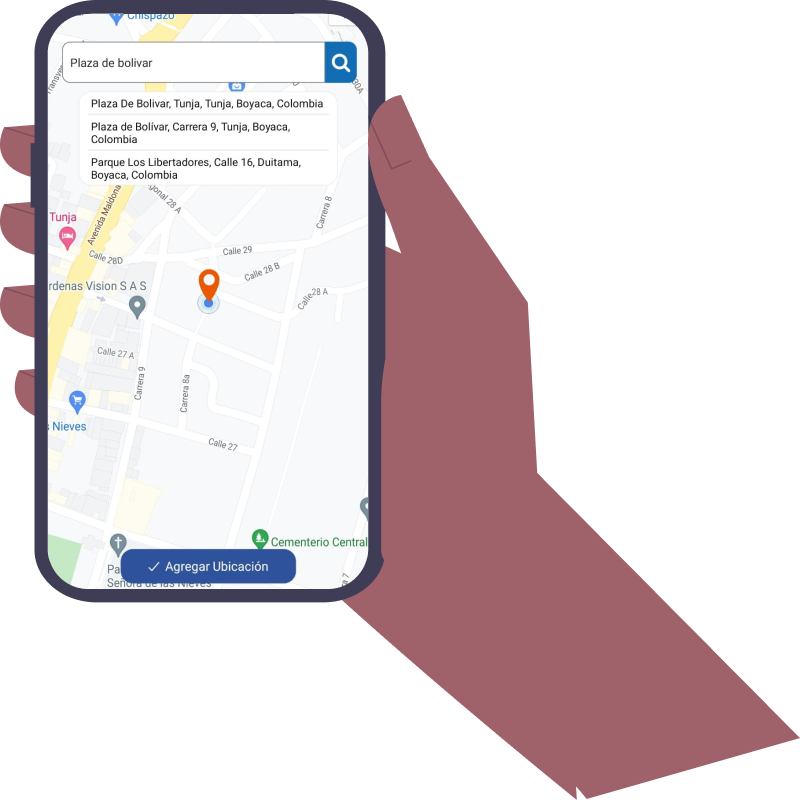 Chispazo
Plaza de bolivar
30A
Plaza De Bolivar, Tunja, Tunja, Boyaca, Colombia
Plaza de Bolívar, Carrera 9, Tunja, Boyaca,
Colombia
Parque Los Libertadores, Calle 16, Duitama,
Boyaca, Colombia
gonal 28 A
Avenida Maldona
Carrera 8
Tunja
Calle 29
Calle 28D
Calle 28 B
rdenas Vision S A S
Calle 28 A
Calle 27 A
Carrera 9
Carrera 8a
s Nieves
Calle 27
Cementerio Central
Agregar Ubicación
Pa
Señora de las Nieves
a 7